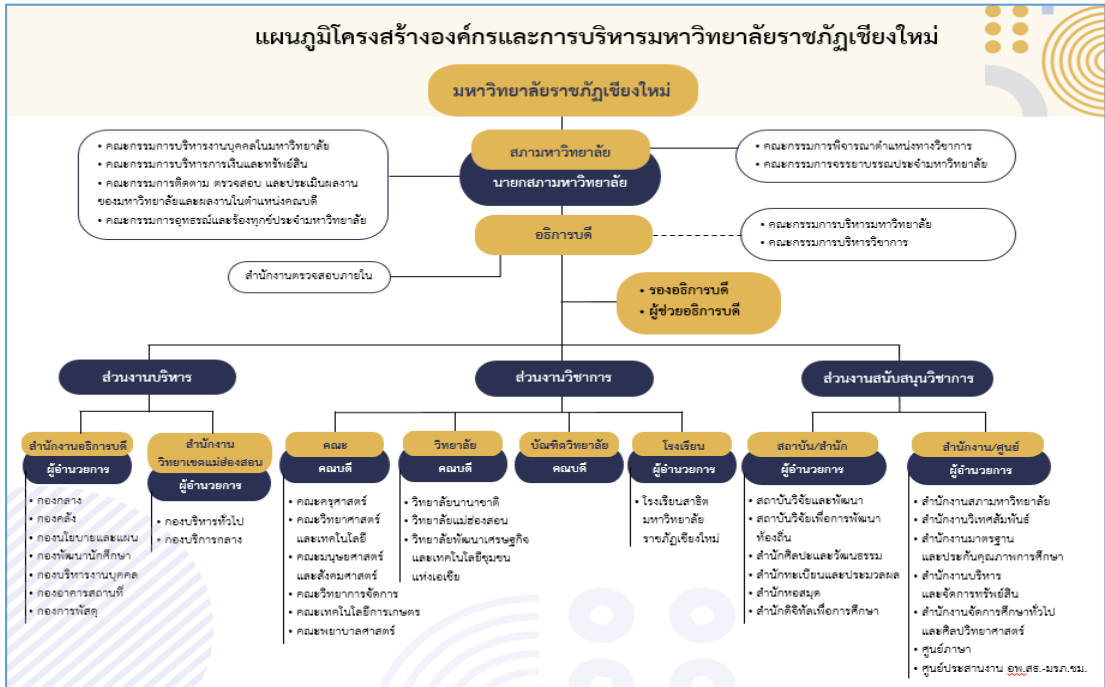 แผนภูมิโครงสร้างองค์กรและการบริหารมหาวิทยาลัยราชภัฏเชียงใหม่
มหาวิทยาลัยราชภัฏเชียงใหม่
• คณะกรรมการบริหารงานบุคคลในมหาวิทยาลัย
• คณะกรรมการบริหารการเงินและทรัพย์สิน
• คณะกรรมการติดตาม ตรวจสอบ และประเมินผลงาน
ของมหาวิทยาลัยและผลงานในตำแหน่งคณบดี
• คณะกรรมการอุทธรณ์และร้องทุกข์ประจำมหาวิทยาลัย
สภามหาวิทยาลัย
นายกสภามหาวิทยาลัย
• คณะกรรมการพิจารณาตำแหน่งทางวิชาการ
• คณะกรรมการจรรยาบรรณประจำมหาวิทยาลัย
อธิการบดี
• คณะกรรมการบริหารมหาวิทยาลัย
• คณะกรรมการบริหารวิชาการ
สำนักงานตรวจสอบภายใน
• รองอธิการบดี
• ผู้ช่วยอธิการบดี
ส่วนงานบริหาร
ส่วนงานวิชาการ
ส่วนงานสนับสนุนวิชาการ
สำนักงานอธิการบดี
ผู้อำนวยการ
• กองกลาง
• กองคลัง
• กองนโยบายและแผน
• กองพัฒนานักศึกษา
• กองบริหารงานบุคคล
• กองอาคารสถานที่
• กองการพัสดุ
สำนักงาน
วิทยาเขตแม่ฮ่องสอน
ผู้อำนวยการ
• กองบริหารทั่วไป
• กองบริการกลาง
คณะ
คณบดี
• คณะครุศาสตร์
• คณะวิทยาศาสตร์
และเทคโนโลยี
• คณะมนุษยศาสตร์
และสังคมศาสตร์
• คณะวิทยาการจัดการ
• คณะเทคโนโลยีการเกษตร
• คณะพยาบาลศาสตร์
วิทยาลัย
คณบดี
• วิทยาลัยนานาชาติ
• วิทยาลัยแม่ฮ่องสอน
• วิทยาลัยพัฒนาเศรษฐกิจ
และเทคโนโลยีชุมชน
แห่งเอเชีย
บัณฑิตวิทยาลัย
คณบดี
โรงเรียน
ผู้อำนวยการ
• โรงเรียนสาธิต
มหาวิทยาลัย
ราชภัฏเชียงใหม่
สถาบัน/สำนัก
ผู้อำนวยการ
• สถาบันวิจัยและพัฒนา
• สถาบันวิจัยเพื่อการพัฒนา
ท้องถิ่น
• สำนักศิลปะและวัฒนธรรม
• สำนักทะเบียนและประมวลผล
• สำนักหอสมุด
• สำนักดิจิทัลเพื่อการศึกษา
สำนักงาน/ศูนย์
ผู้อำนวยการ
• สำนักงานสภามหาวิทยาลัย
• สำนักงานวิเทศสัมพันธ์
• สำนักงานมาตรฐาน
และประกันคุณภาพการศึกษา
• สำนักงานบริหาร
และจัดการทรัพย์สิน
• สำนักงานจัดการศึกษาทั่วไป
และศิลปวิทยาศาสตร์
• ศูนย์ภาษา
• ศูนย์ประสานงาน อพ.สธ.-มรภ.ชม.